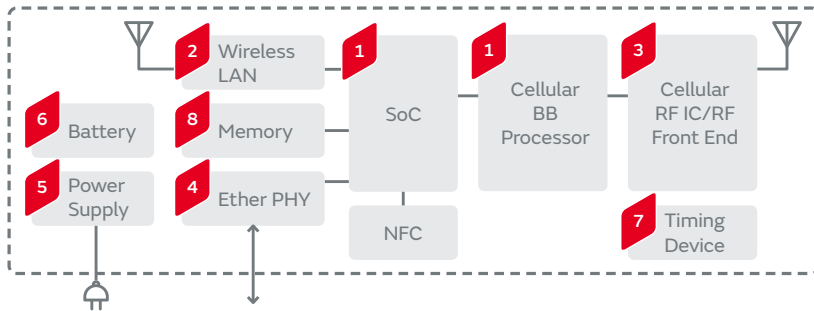 2
Wireless
LAN
1
SoC
1
Cellular
BB
Processor
3
Cellular
RF IC/RF
Front End
6
Battery
8
Memory
5
Power
Supply
4
Ether PHY
NFC
7
Timing
Device